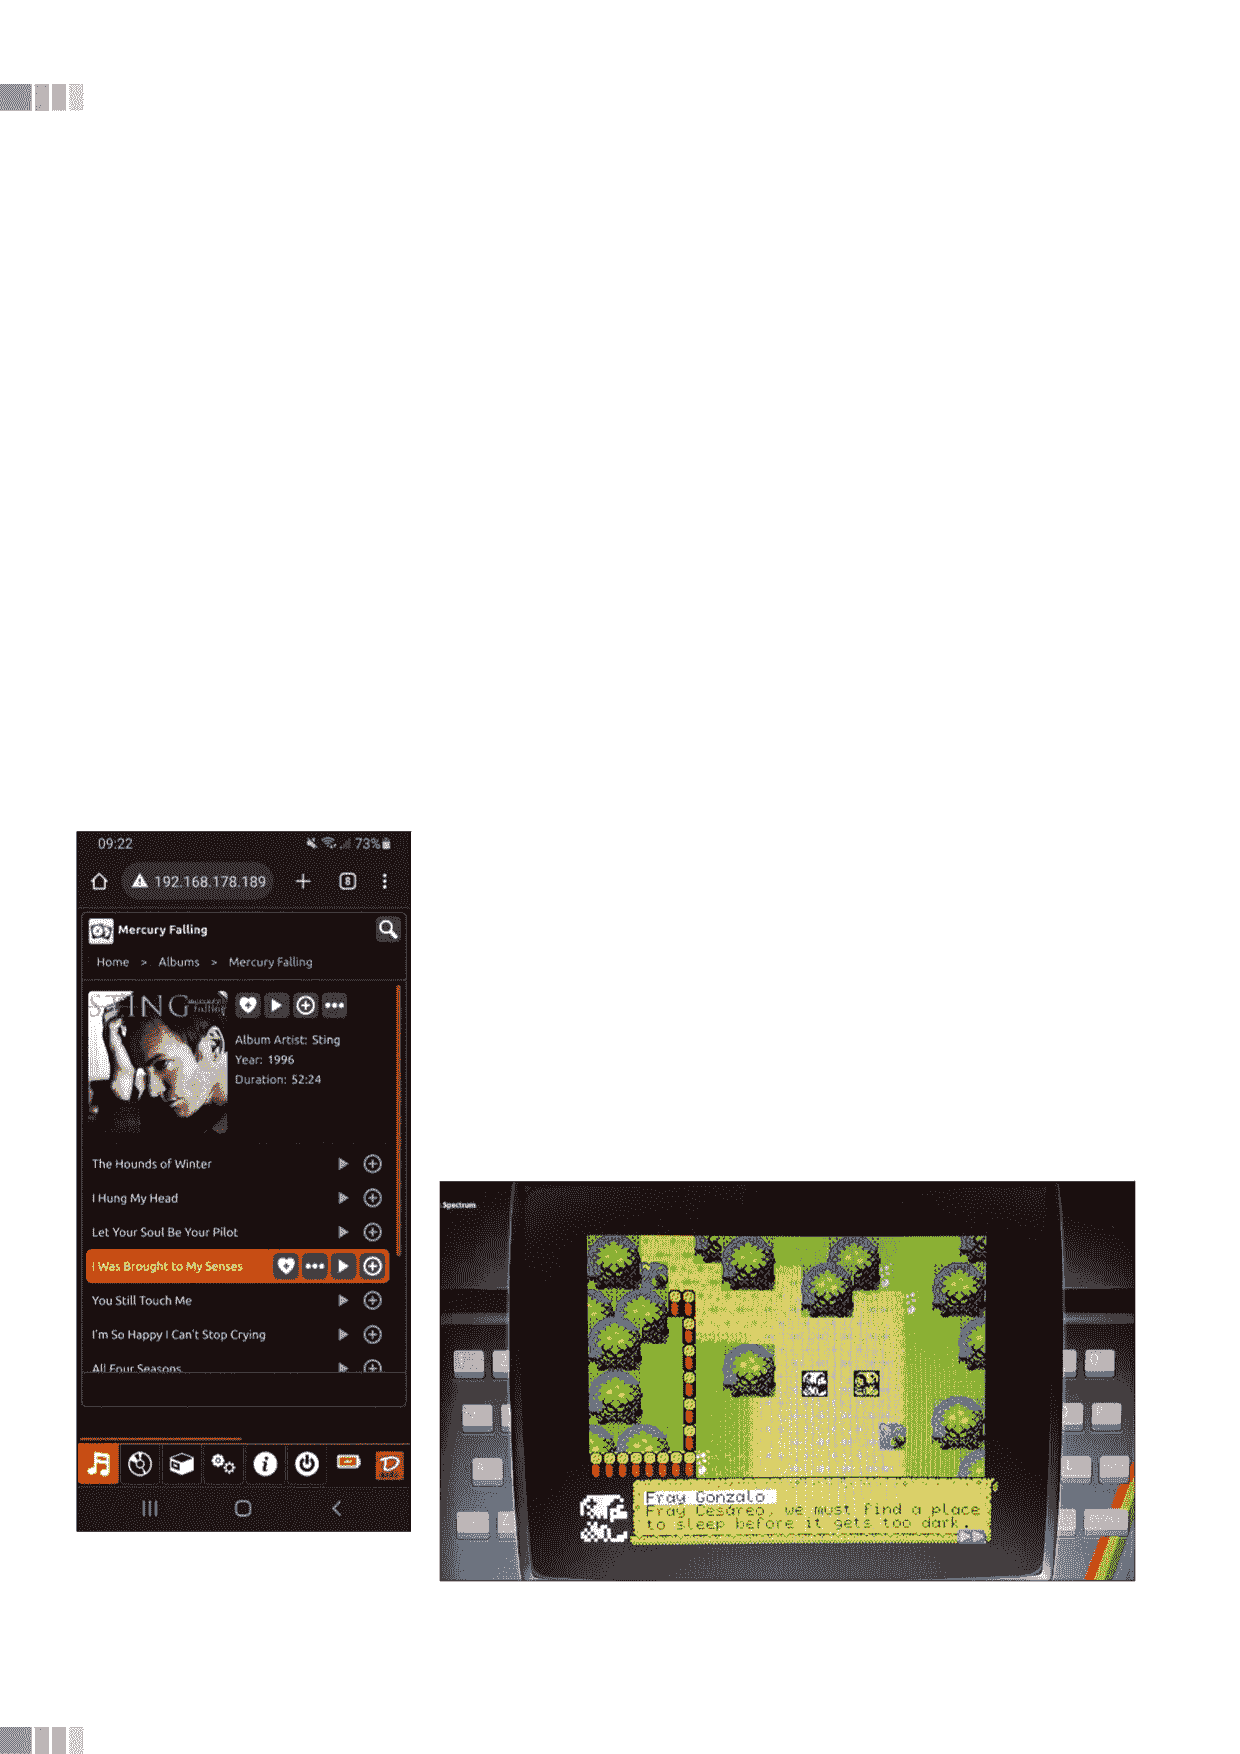 09:22
73%
192.168.178.189
8
Mercury Falling
Home > Albums > Mercury Falling
STING mercury falling
Album Artist: Sting
Year: 1996
Duration: 52:24
The Hounds of Winter
I Hung My Head
Let Your Soul Be Your Pilot
I Was Brought to My Senses
You Still Touch Me
I'm So Happy I Can't Stop Crying
All Four Seasons
Spectrum
Fray Gonzalo
Fray Cesáreo, we must find a place
to sleep before it gets too dark.